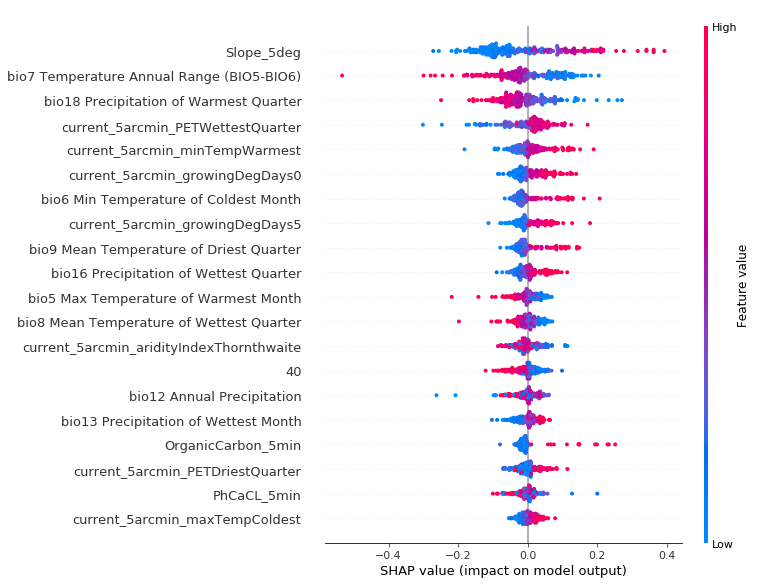 High
Slope_5deg
bio7 Temperature Annual Range (BIO5-BIO6)
bio18 Precipitation of Warmest Quarter
current_5arcmin_PETWettestQuarter
current_5arcmin_minTempWarmest
current_5arcmin_growingDegDays0
bio6 Min Temperature of Coldest Month
current_5arcmin_growingDegDays5
bio9 Mean Temperature of Driest Quarter
bio16 Precipitation of Wettest Quarter
bio5 Max Temperature of Warmest Month
bio8 Mean Temperature of Wettest Quarter
current_5arcmin_aridityIndexThornthwaite
40
bio12 Annual Precipitation
bio13 Precipitation of Wettest Month
OrganicCarbon_5min
current_5arcmin_PETDriestQuarter
PhCaCL_5min
current_5arcmin_maxTempColdest
Feature value
Low
−0.4 −0.2 0.0 0.2 0.4
SHAP value (impact on model output)